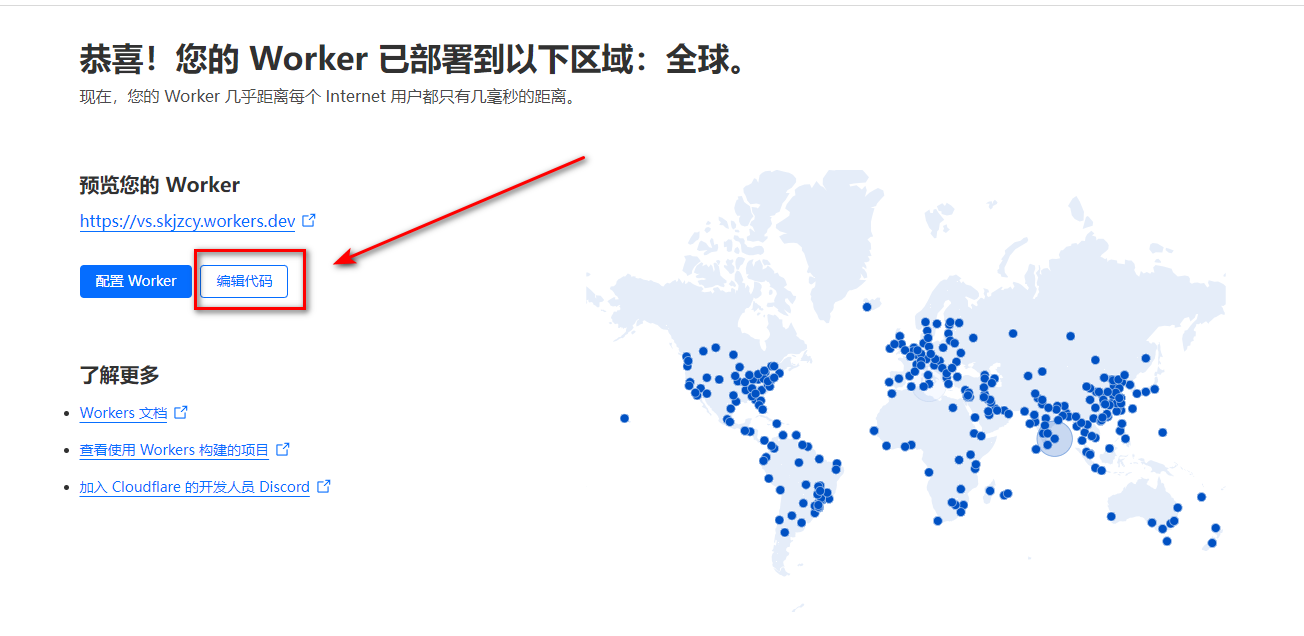 恭喜！您的 Worker 已部署到以下区域：全球。
现在，您的 Worker 几乎距离每个 Internet 用户都只有几毫秒的距离。
预览您的 Worker
https://vs.skjzcy.workers.dev
配置 Worker 编辑代码
了解更多
Workers 文档
查看使用 Workers 构建的项目
加入 Cloudflare 的开发人员 Discord